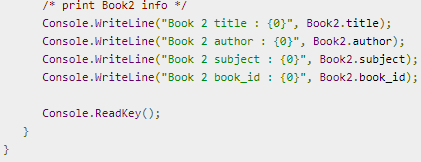 /* print Book2 info */
Console.WriteLine("Book 2 title : {0}", Book2.title);
Console.WriteLine("Book 2 author : {0}", Book2.author);
Console.WriteLine("Book 2 subject : {0}", Book2.subject);
Console.WriteLine("Book 2 book_id : {0}", Book2.book_id);
Console.ReadKey();
}
}